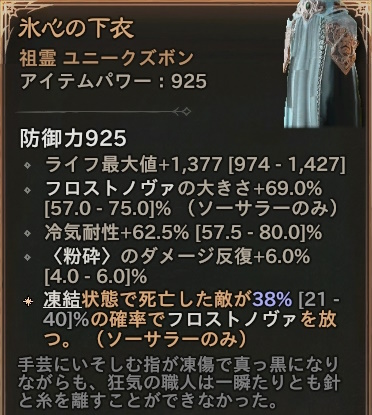 氷心の下衣
祖霊 ユニークズボン
アイテムパワー：925
防御力925
ライフ最大値+1,377 [974 - 1,427]
フロストノヴァの大きさ+69.0%
[57.0 - 75.0]% （ソーサラーのみ）
冷気耐性+62.5% [57.5 - 80.0]%
〈粉砕〉のダメージ反復+6.0%
[4.0 - 6.0]%
凍結状態で死亡した敵が38% [21 -
40]%の確率でフロストノヴァを放
つ。（ソーサラーのみ）
手芸にいそしむ指が凍傷で真っ黒になり
ながらも、狂気の職人は一瞬たりとも針
と糸を離すことができなかった。